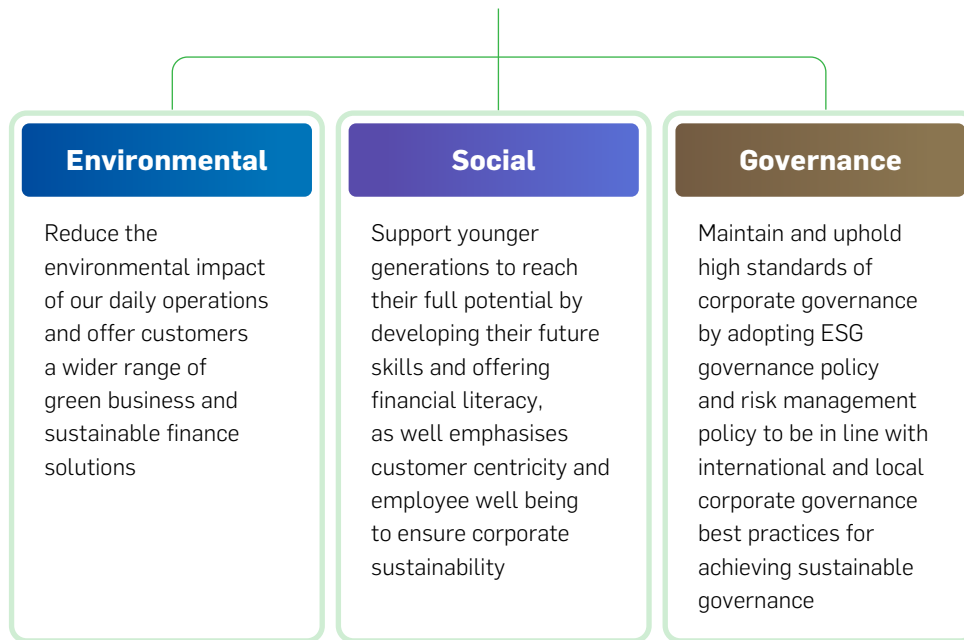 Environmental
Reduce the
environmental impact
of our daily operations
and offer customers
a wider range of
green business and
sustainable finance
solutions
Social
Support younger
generations to reach
their full potential by
developing their future
skills and offering
financial literacy,
as well emphasises
customer centricity and
employee well being
to ensure corporate
sustainability
Governance
Maintain and uphold
high standards of
corporate governance
by adopting ESG
governance policy
and risk management
policy to be in line with
international and local
corporate governance
best practices for
achieving sustainable
governance